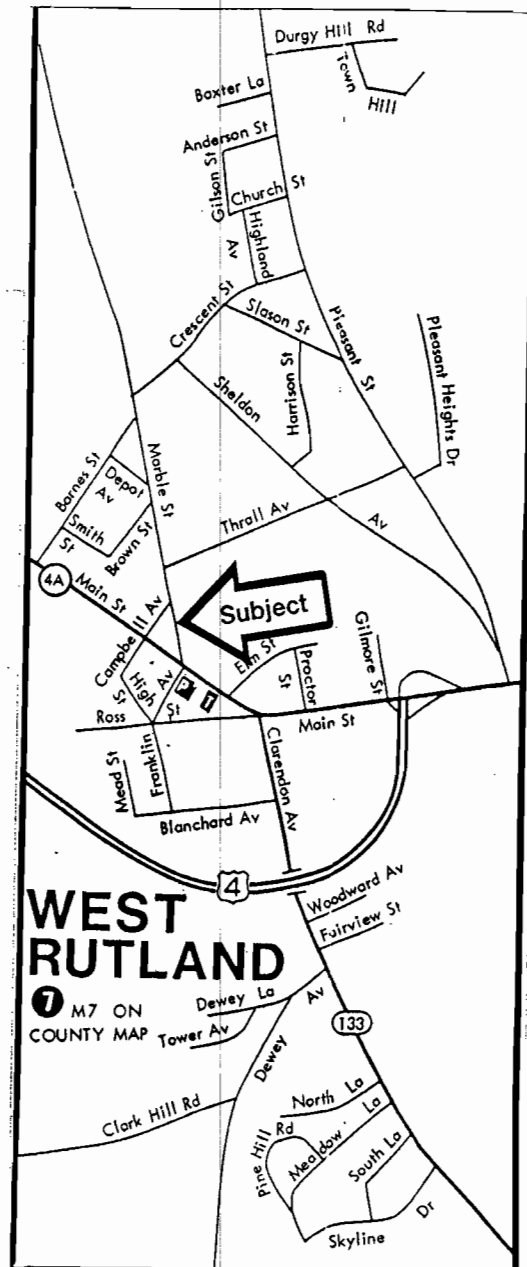 Durgy Hill Rd
Town
Hill
Baxter La
Anderson St
Gilson St
Church St
Highland
Av
Crescent St
Slason St
Pleasant St
Pleasant Heights Dr
Harrison St
Sheldon
Av
Marble St
Barnes St
Depot
Av
Smith
St
Brown St
Thrall Av
4A
Main St
Subject
Campbell Av
Elm St
Gilmore St
Proctor
St
High
St
Av
P
Ross
St
Main St
Mead St
Franklin
Clarendon Av
Blanchard Av
4
WEST
RUTLAND
7 M7 ON
COUNTY MAP
Woodward Av
Fairview St
Dewey La
Tower Av
Dewey
Av
133
Clark Hill Rd
North La
Pine Hill Rd
Meadow La
South La
Skyline Dr